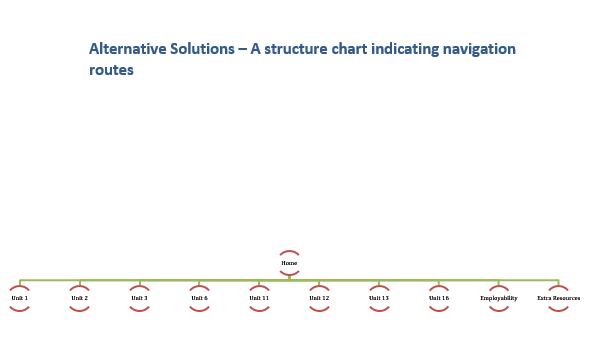 Alternative Solutions – A structure chart indicating navigation
routes
Home
Unit 1 Unit 2 Unit 3 Unit 6 Unit 11 Unit 12 Unit 13 Unit 16 Employability Extra Resources